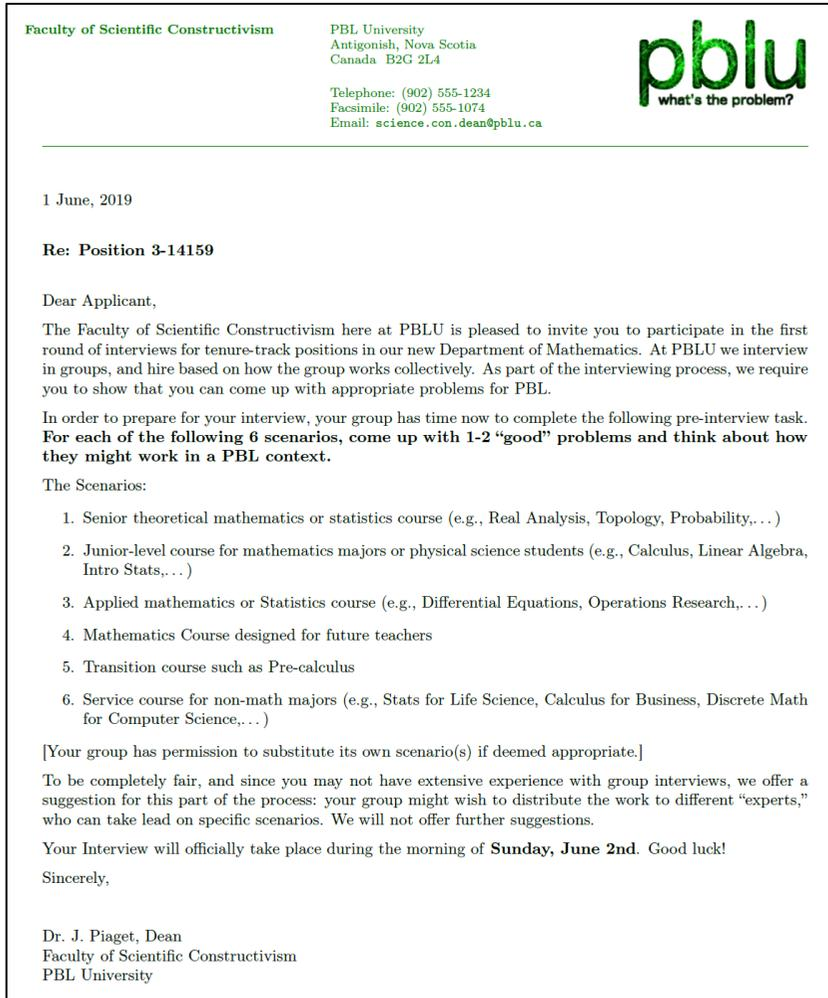 Faculty of Scientific Constructivism
PBL University
Antigonish, Nova Scotia
Canada B2G 2L4
Telephone: (902) 555-1234
Facsimile: (902) 555-1074
Email: science.con.dean@pblu.ca
pblu
what's the problem?
1 June, 2019
Re: Position 3-14159
Dear Applicant,
The Faculty of Scientific Constructivism here at PBLU is pleased to invite you to participate in the first
round of interviews for tenure-track positions in our new Department of Mathematics. At PBLU we interview
in groups, and hire based on how the group works collectively. As part of the interviewing process, we require
you to show that you can come up with appropriate problems for PBL.
In order to prepare for your interview, your group has time now to complete the following pre-interview task.
For each of the following 6 scenarios, come up with 1-2 “good” problems and think about how
they might work in a PBL context.
The Scenarios:
1. Senior theoretical mathematics or statistics course (e.g., Real Analysis, Topology, Probability,...)
2. Junior-level course for mathematics majors or physical science students (e.g., Calculus, Linear Algebra,
Intro Stats,...)
3. Applied mathematics or Statistics course (e.g., Differential Equations, Operations Research,...)
4. Mathematics Course designed for future teachers
5. Transition course such as Pre-calculus
6. Service course for non-math majors (e.g., Stats for Life Science, Calculus for Business, Discrete Math
for Computer Science,...)
[Your group has permission to substitute its own scenario(s) if deemed appropriate.]
To be completely fair, and since you may not have extensive experience with group interviews, we offer a
suggestion for this part of the process: your group might wish to distribute the work to different “experts,”
who can take lead on specific scenarios. We will not offer further suggestions.
Your Interview will officially take place during the morning of Sunday, June 2nd. Good luck!
Sincerely,
Dr. J. Piaget, Dean
Faculty of Scientific Constructivism
PBL University